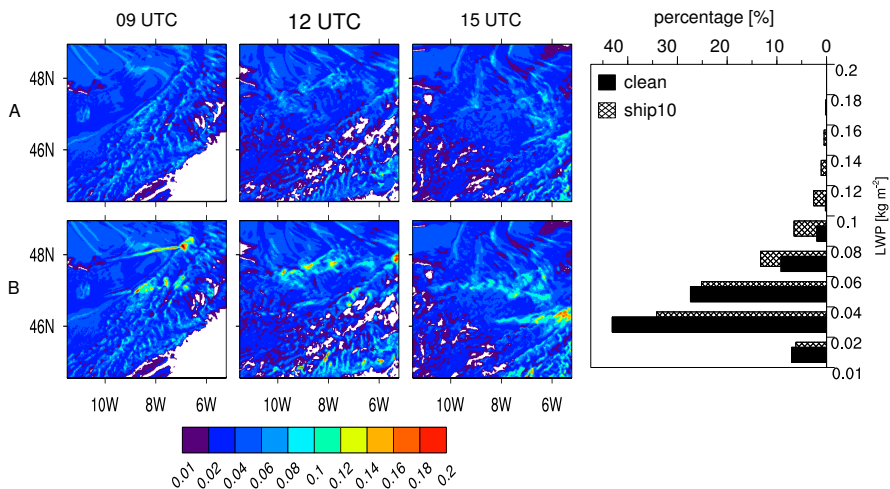 09 UTC 12 UTC 15 UTC
percentage [%]
40 30 20 10 0
A
48N
46N
B
48N
46N
10W 8W 6W 10W 8W 6W 10W 8W 6W
0.01 0.02 0.04 0.06 0.08 0.1 0.12 0.14 0.16 0.18 0.2
clean
ship10
0.2
0.18
0.16
0.14
0.12
0.1
0.08
0.06
0.04
0.02
0.01
LWP [kg m⁻²]